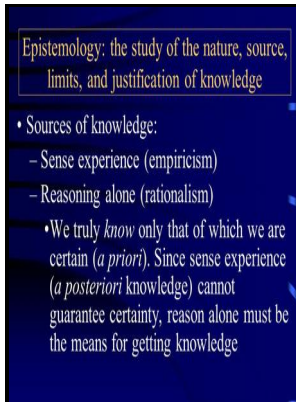 Epistemology: the study of the nature, source,
limits, and justification of knowledge
• Sources of knowledge:
– Sense experience (empiricism)
– Reasoning alone (rationalism)
•We truly know only that of which we are
certain (a priori). Since sense experience
(a posteriori knowledge) cannot
guarantee certainty, reason alone must be
the means for getting knowledge